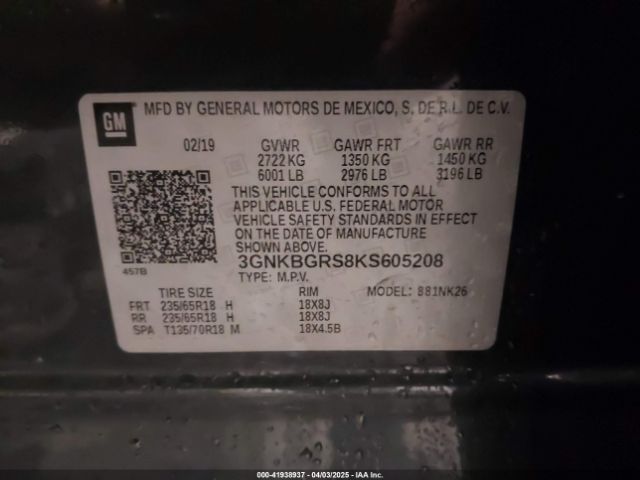 GM
MFD BY GENERAL MOTORS DE MEXICO, S. DE R.L. DE C.V.
02/19 GVWR GAWR FRT GAWR RR
2722 KG 1350 KG 1450 KG
6001 LB 2976 LB 3196 LB
THIS VEHICLE CONFORMS TO ALL
APPLICABLE U.S. FEDERAL MOTOR
VEHICLE SAFETY STANDARDS IN EFFECT
ON THE DATE OF MANUFACTURE
SHOWN ABOVE.
3GNKBGRS8KS605208
457B
TYPE: M.P.V.
TIRE SIZE RIM MODEL: 881NK26
FRT 235/65R18 H 18X8J
RR 235/65R18 H 18X8J
SPA T135/70R18 M 18X4.5B
000-41938937 - 04/03/2025 - IAAI.COM